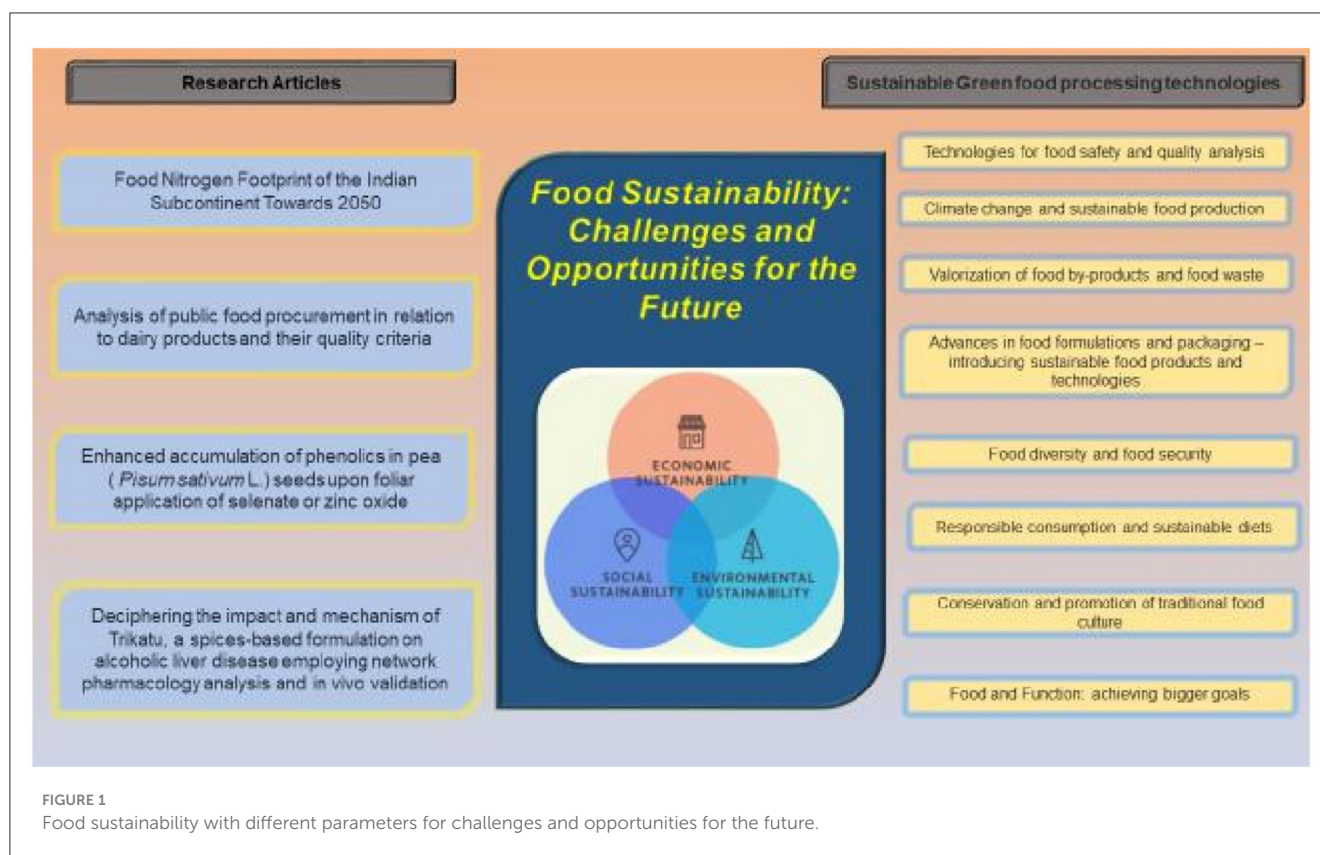 Research Articles
Food Nitrogen Footprint of the Indian
Subcontinent Towards 2050
Analysis of public food procurement in relation
to dairy products and their quality criteria
Enhanced accumulation of phenolics in pea
( Pisum sativum L.) seeds upon foliar
application of selenate or zinc oxide
Deciphering the impact and mechanism of
Trikatu, a spices-based formulation on
alcoholic liver disease employing network
pharmacology analysis and in vivo validation
Food Sustainability:
Challenges and
Opportunities for the
Future
ECONOMIC
SUSTAINABILITY
SOCIAL
SUSTAINABILITY
ENVIRONMENTAL
SUSTAINABILITY
Sustainable Green food processing technologies
Technologies for food safety and quality analysis
Climate change and sustainable food production
Valorization of food by-products and food waste
Advances in food formulations and packaging –
introducing sustainable food products and
technologies
Food diversity and food security
Responsible consumption and sustainable diets
Conservation and promotion of traditional food
culture
Food and Function: achieving bigger goals
FIGURE 1
Food sustainability with different parameters for challenges and opportunities for the future.